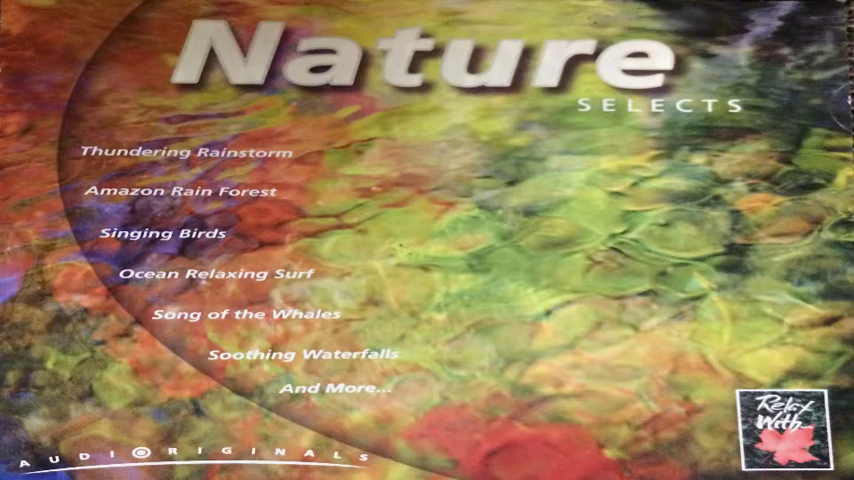 Nature
SELECTS
Thundering Rainstorm
Amazon Rain Forest
Singing Birds
Ocean Relaxing Surf
Song of the Whales
Soothing Waterfalls
And More...
AUDIORIGINALS
Relax
With...